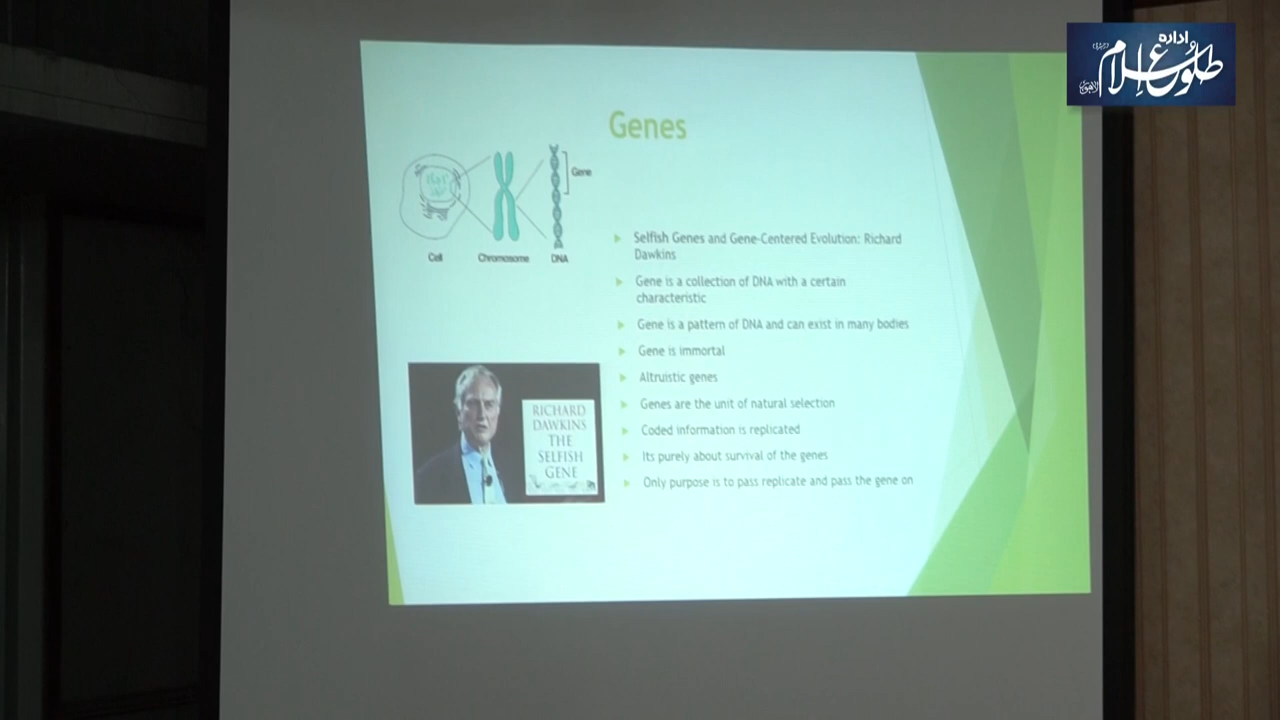 ادارہ
طلوع اسلام
لاہور
Genes
Gene
Cell
Chromosome
DNA
Selfish Genes and Gene-Centered Evolution: Richard
Dawkins
Gene is a collection of DNA with a certain
characteristic
Gene is a pattern of DNA and can exist in many bodies
Gene is immortal
Altruistic genes
Genes are the unit of natural selection
Coded information is replicated
Its purely about survival of the genes
Only purpose is to pass replicate and pass the gene on
RICHARD
DAWKINS
THE
SELFISH
GENE